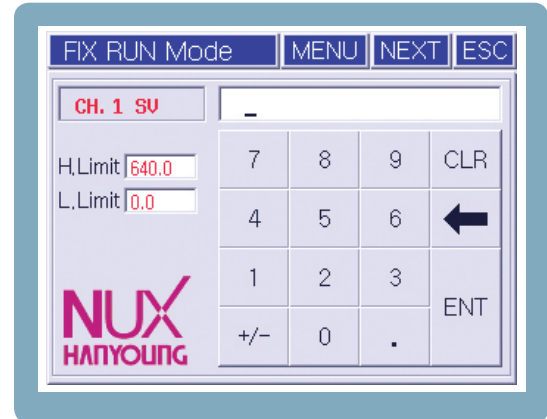 FIX RUN Mode MENU NEXT ESC
CH. 1 SV _
H.Limit 640.0
L.Limit 0.0
7 8 9 CLR
4 5 6
1 2 3
+/- 0 . ENT
NUX
HANYOUNG